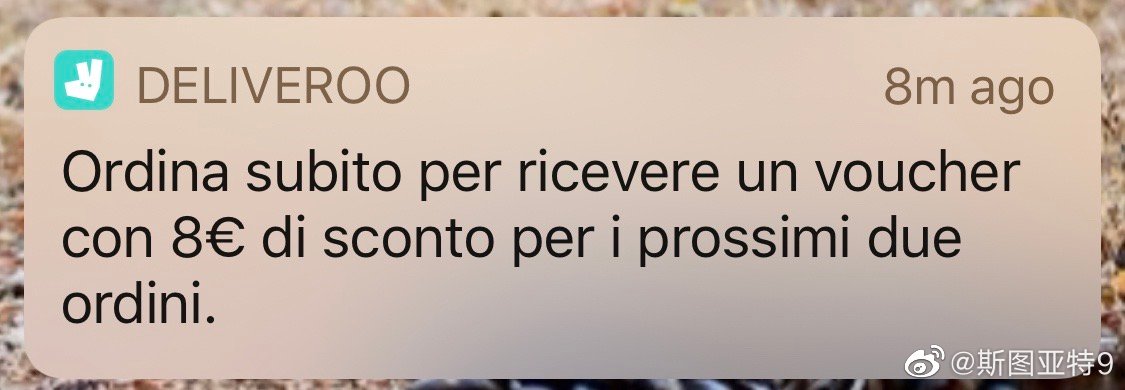 DELIVEROO
8m ago
Ordina subito per ricevere un voucher
con 8€ di sconto per i prossimi due
ordini.
@斯图亚特9